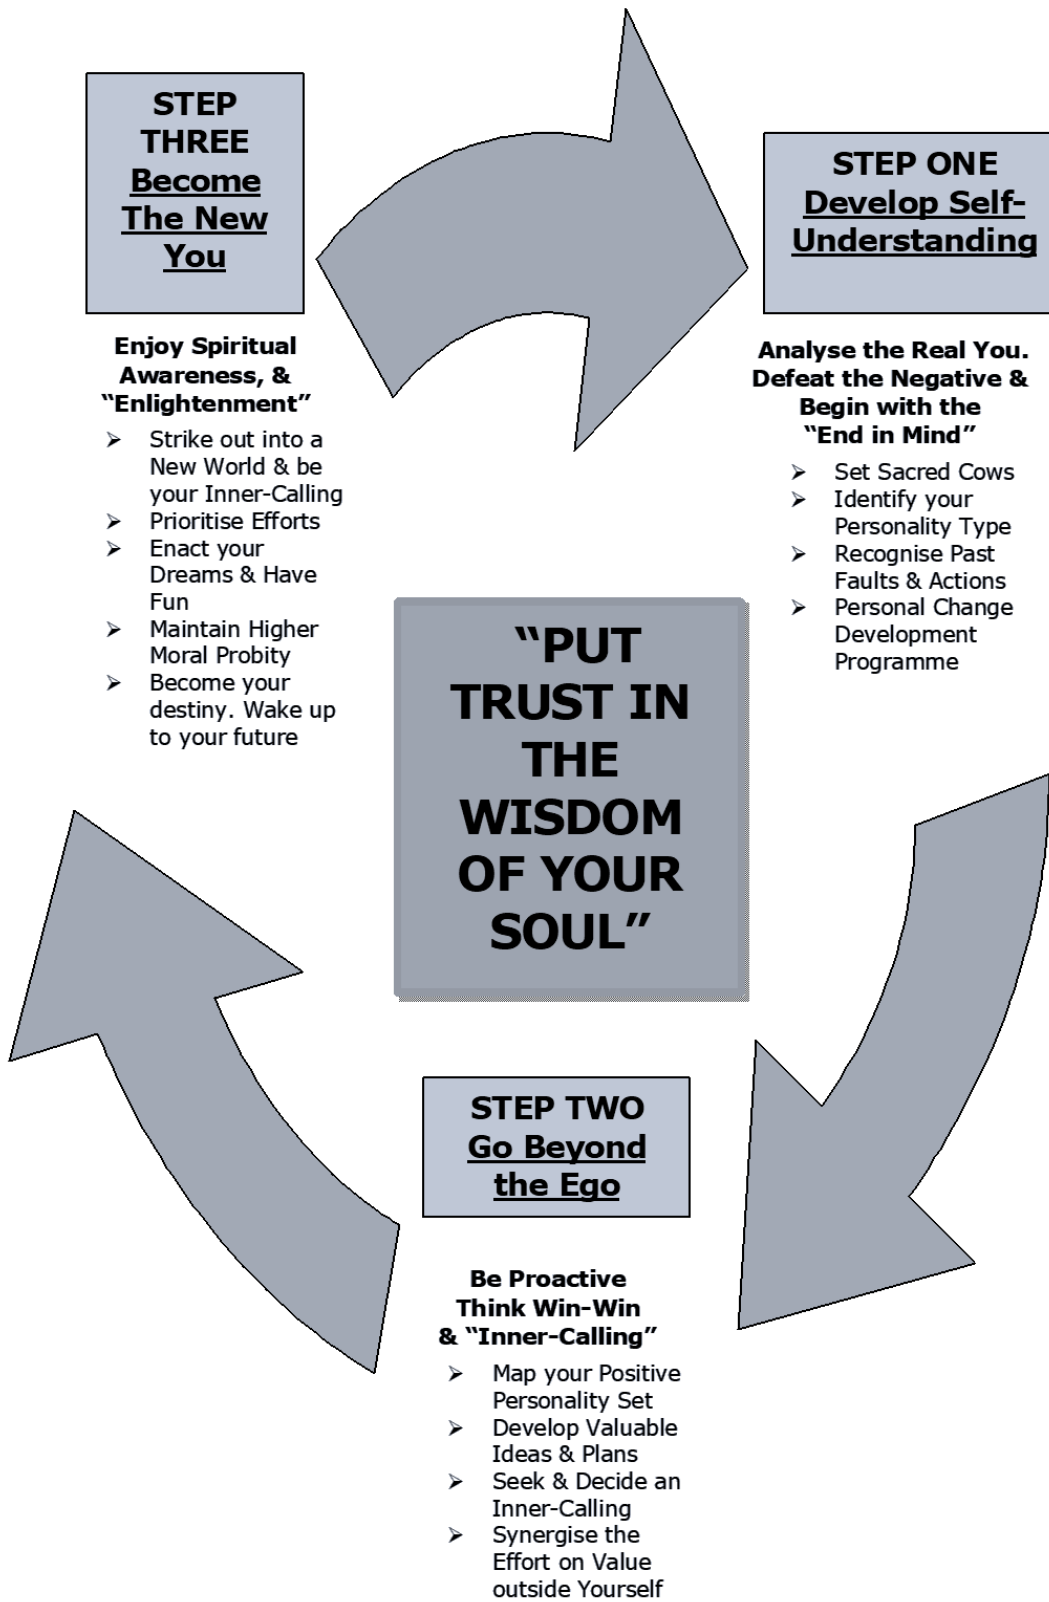 STEP
THREE
Become
The New
You
Enjoy Spiritual
Awareness, &
“Enlightenment”
➢ Strike out into a
New World & be
your Inner-Calling
➢ Prioritise Efforts
➢ Enact your
Dreams & Have
Fun
➢ Maintain Higher
Moral Probity
➢ Become your
destiny. Wake up
to your future
STEP ONE
Develop Self-
Understanding
Analyse the Real You.
Defeat the Negative &
Begin with the
“End in Mind”
➢ Set Sacred Cows
➢ Identify your
Personality Type
➢ Recognise Past
Faults & Actions
➢ Personal Change
Development
Programme
“PUT
TRUST IN
THE
WISDOM
OF YOUR
SOUL”
STEP TWO
Go Beyond
the Ego
Be Proactive
Think Win-Win
& “Inner-Calling”
➢ Map your Positive
Personality Set
➢ Develop Valuable
Ideas & Plans
➢ Seek & Decide an
Inner-Calling
➢ Synergise the
Effort on Value
outside Yourself